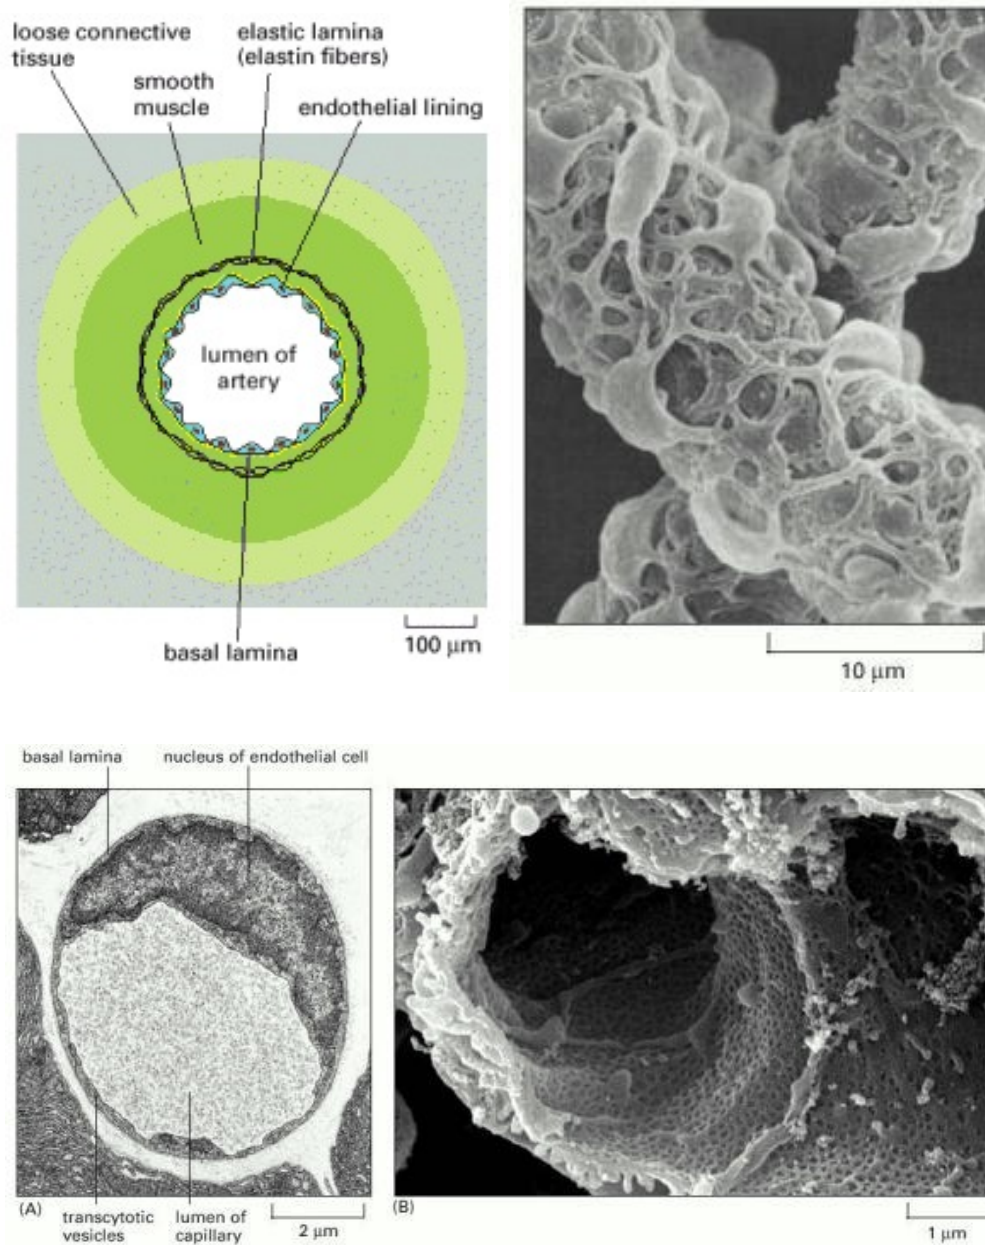 loose connective
tissue
elastic lamina
(elastin fibers)
smooth
muscle
endothelial lining
lumen of
artery
basal lamina
100 μm
10 μm
basal lamina
nucleus of endothelial cell
(A)
transcytotic
vesicles
lumen of
capillary
2 μm
(B)
1 μm